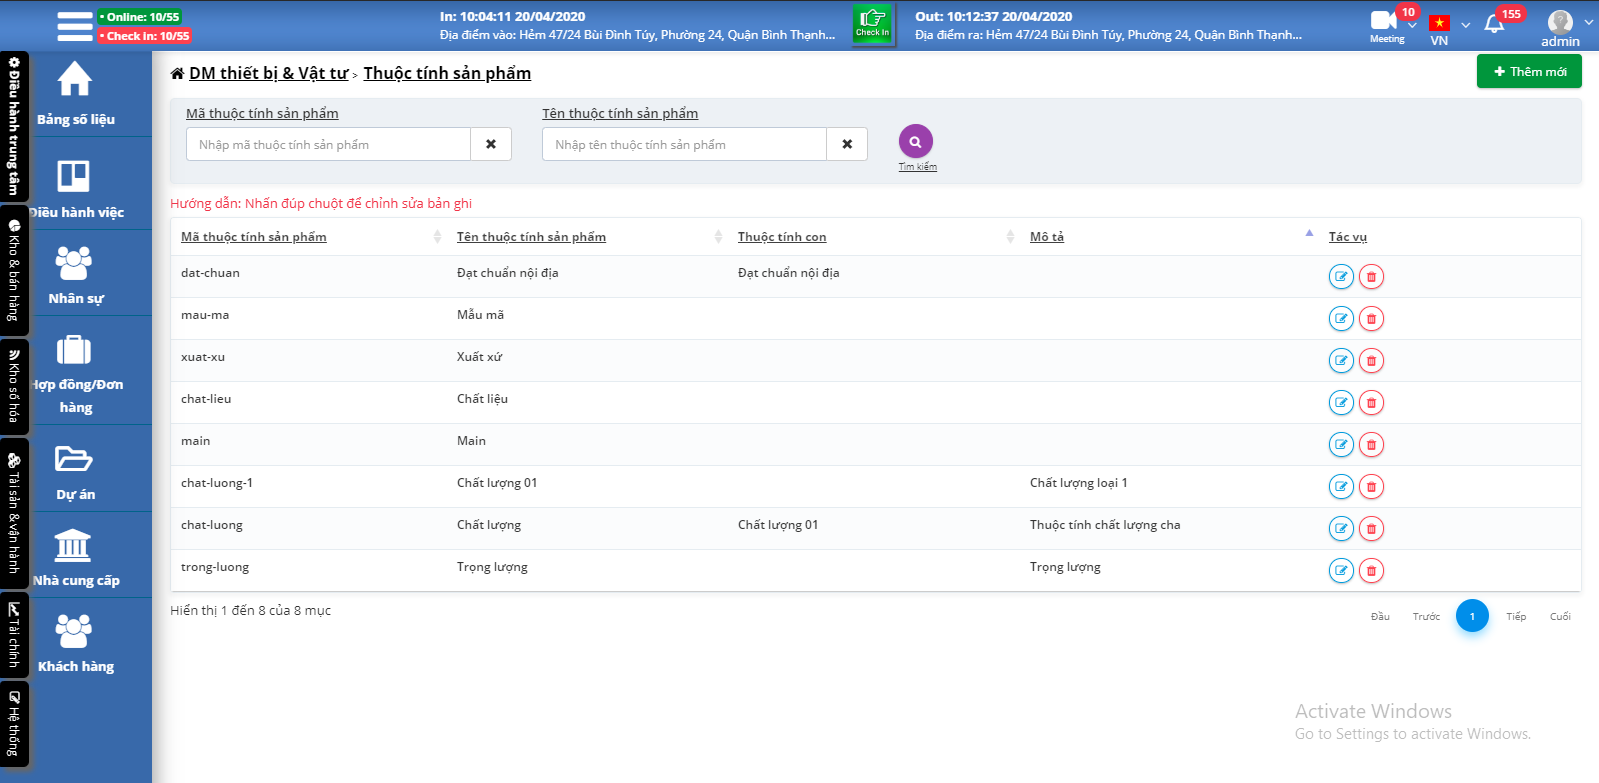 • Online: 10/55
• Check In: 10/55
In: 10:04:11 20/04/2020
Địa điểm vào: Hẻm 47/24 Bùi Đình Túy, Phường 24, Quận Bình Thạnh...
Check in
Out: 10:12:37 20/04/2020
Địa điểm ra: Hẻm 47/24 Bùi Đình Túy, Phường 24, Quận Bình Thạnh...
10
Meeting
VN
155
admin
Điều hành trung tâm
Kho & bán hàng
Kho số hóa
Tài sản & vận hành
Tài chính
Hệ thống
Bảng số liệu
Điều hành việc
Nhân sự
Hợp đồng/Đơn
hàng
Dự án
Nhà cung cấp
Khách hàng
DM thiết bị & Vật tư > Thuộc tính sản phẩm
Thêm mới
Mã thuộc tính sản phẩm
Nhập mã thuộc tính sản phẩm
Tên thuộc tính sản phẩm
Nhập tên thuộc tính sản phẩm
Tìm kiếm
Hướng dẫn: Nhấn đúp chuột để chỉnh sửa bản ghi
Mã thuộc tính sản phẩm Tên thuộc tính sản phẩm Thuộc tính con Mô tả Tác vụ
dat-chuan Đạt chuẩn nội địa Đạt chuẩn nội địa
mau-ma Mẫu mã
xuat-xu Xuất xứ
chat-lieu Chất liệu
main Main
chat-luong-1 Chất lượng 01 Chất lượng loại 1
chat-luong Chất lượng Chất lượng 01 Thuộc tính chất lượng cha
trong-luong Trọng lượng Trọng lượng
Hiển thị 1 đến 8 của 8 mục
Đầu Trước 1 Tiếp Cuối
Activate Windows
Go to Settings to activate Windows.